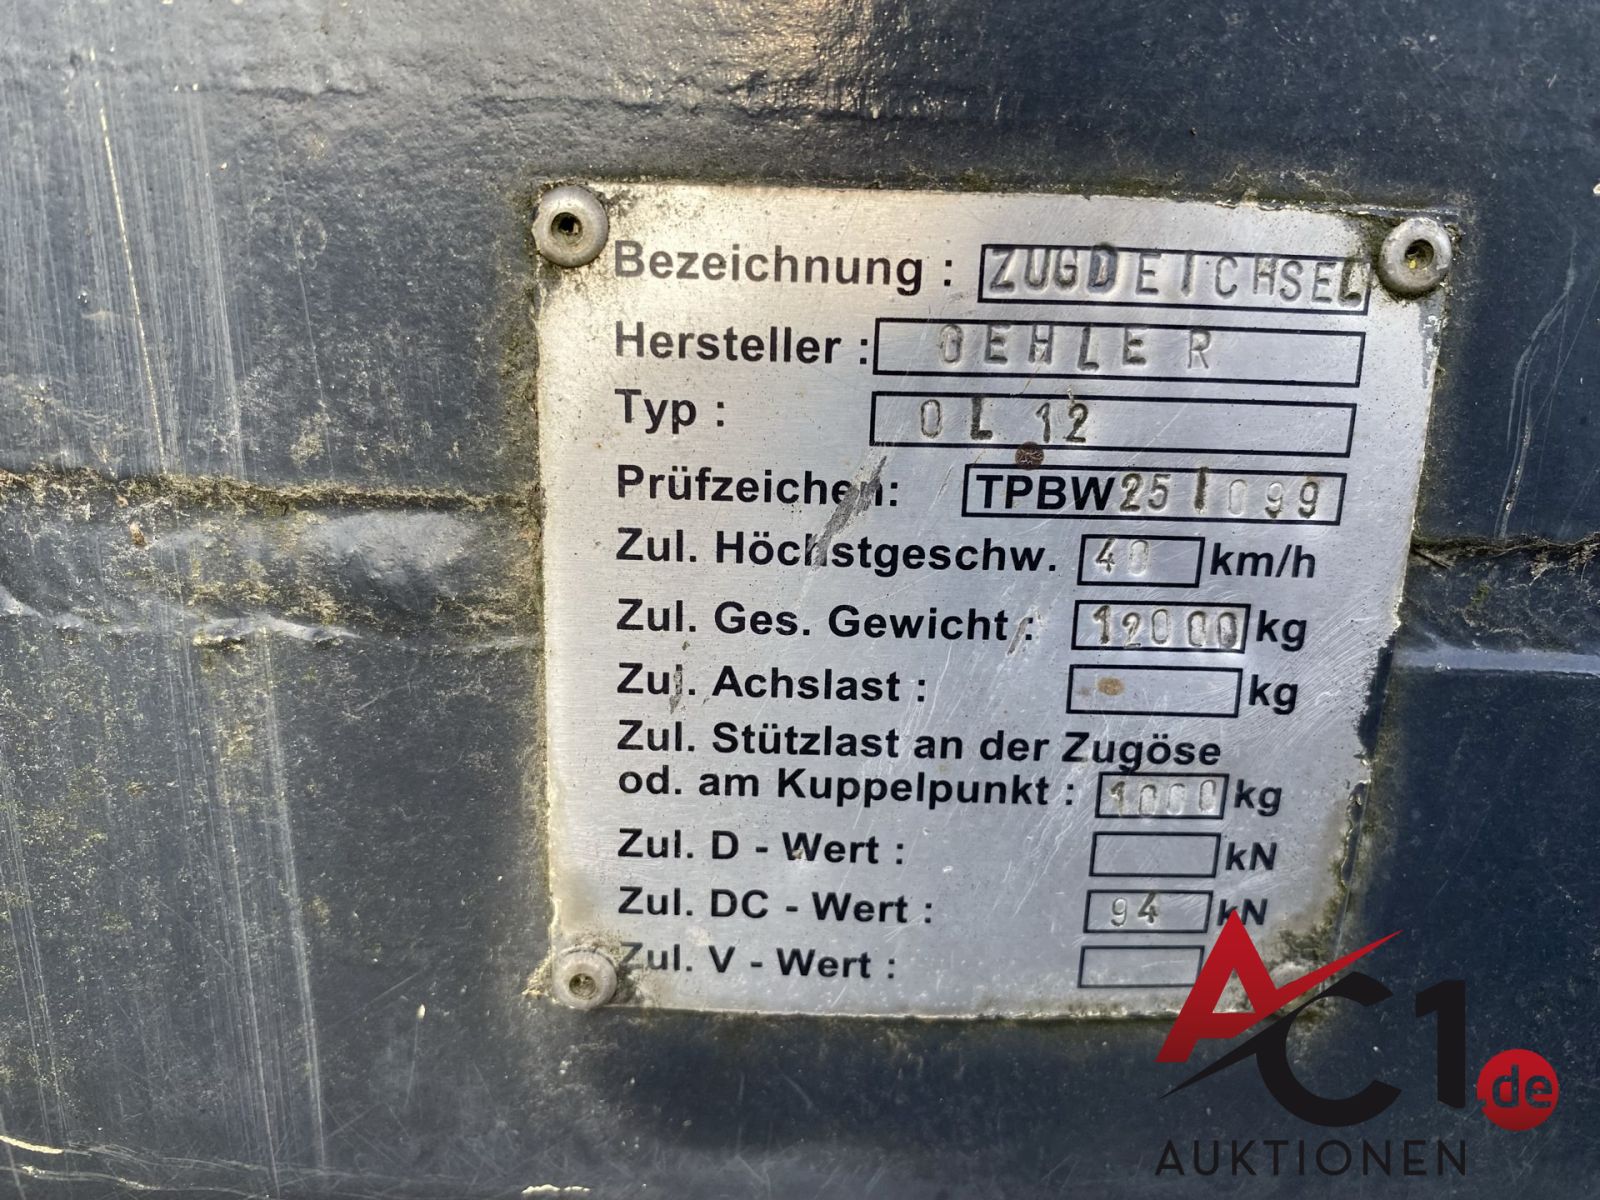 Bezeichnung : ZUGDEICHSEL
Hersteller : OEHLER
Typ : OL 12
Prüfzeichen: TPBW25/099
Zul. Höchstgeschw. 40 km/h
Zul. Ges. Gewicht : 12000 kg
Zul. Achslast : kg
Zul. Stützlast an der Zugöse
od. am Kuppelpunkt : 1000 kg
Zul. D - Wert : kN
Zul. DC - Wert : 94 kN
Zul. V - Wert :
AC1.de
AUKTIONEN